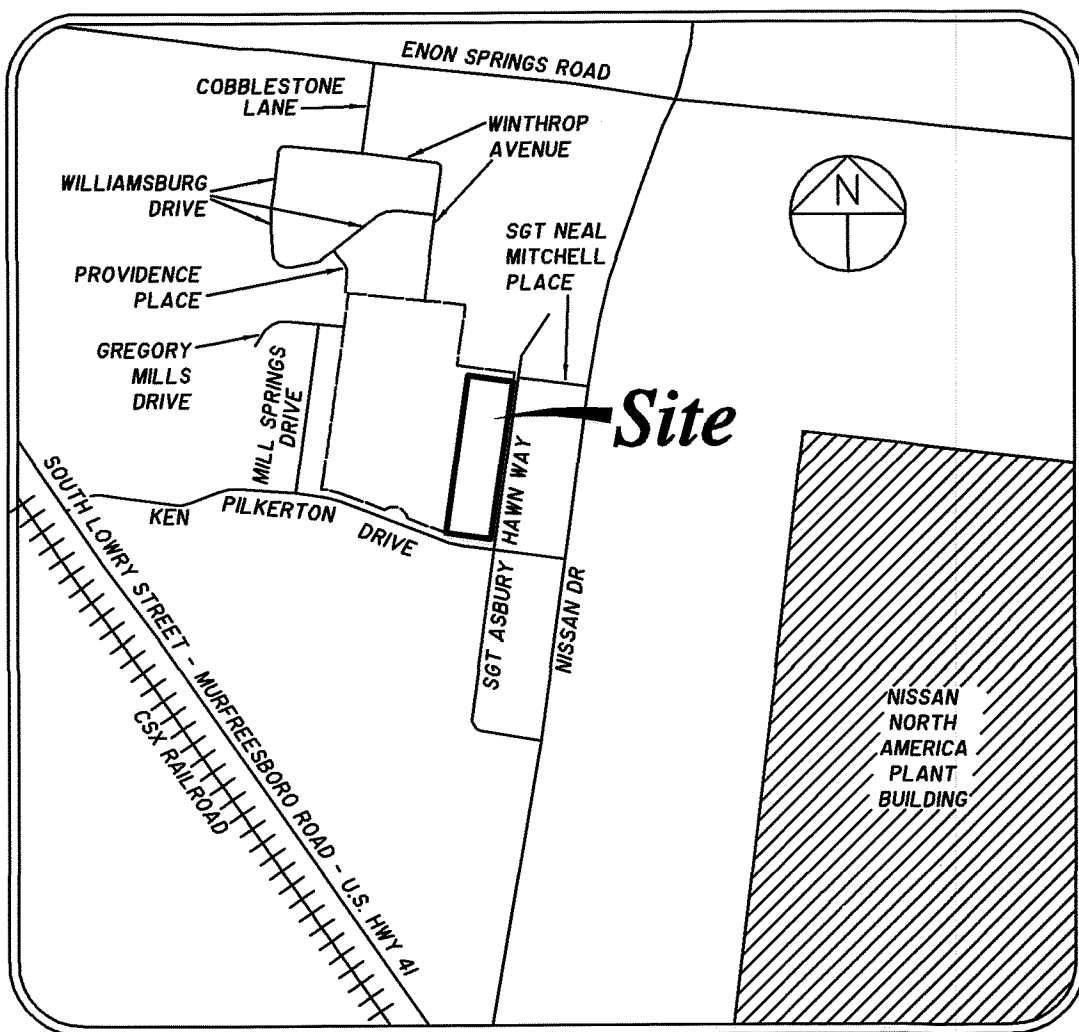 ENON SPRINGS ROAD
COBBLESTONE
LANE
WINTHROP
AVENUE
WILLIAMSBURG
DRIVE
N
SGT NEAL
MITCHELL
PLACE
PROVIDENCE
PLACE
GREGORY
MILLS
DRIVE
MILL SPRINGS
DRIVE
Site
SGT ASBURY HAWN WAY
KEN PILKERTON DRIVE
NISSAN DR
SOUTH LOWRY STREET - MURFREESBORO ROAD - U.S. HWY 41
CSX RAILROAD
NISSAN
NORTH
AMERICA
PLANT
BUILDING